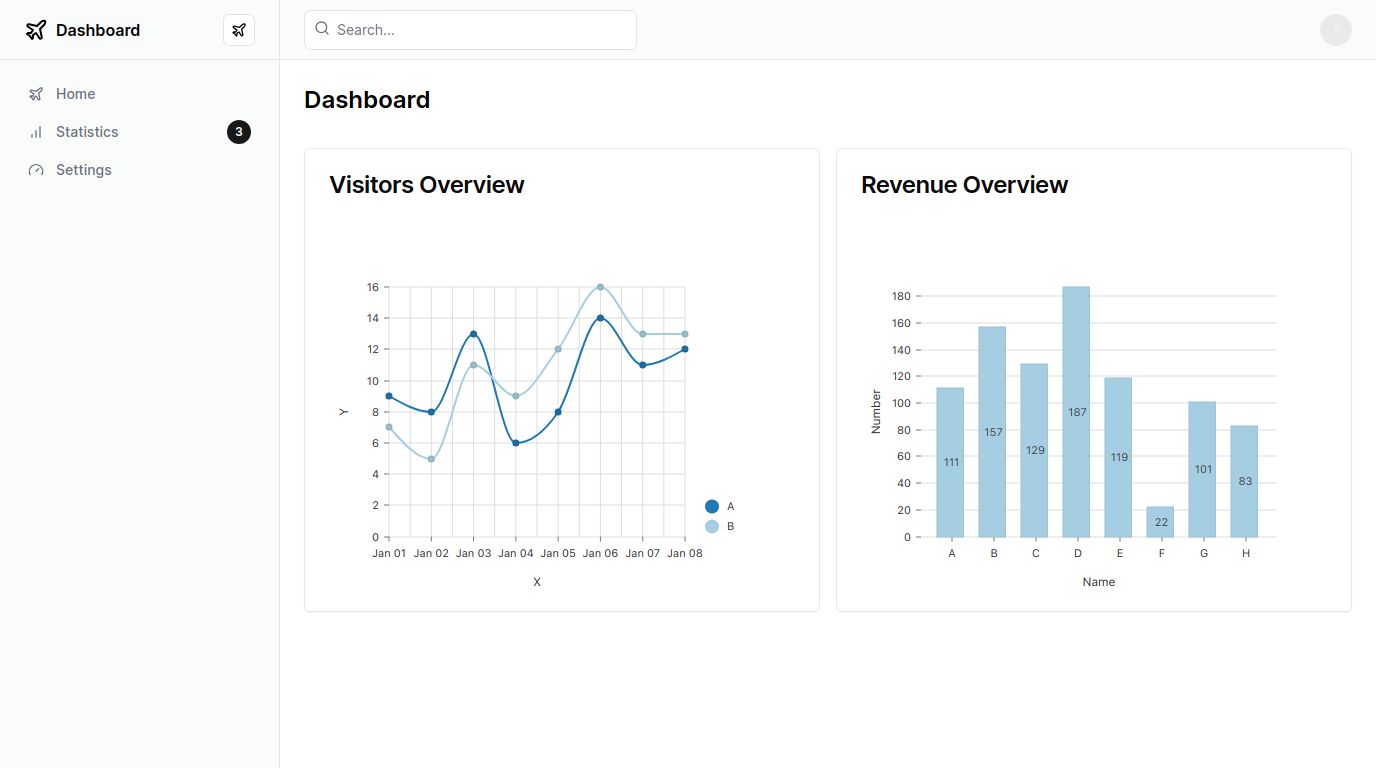 Dashboard
Search...
Home
Statistics
3
Settings
Dashboard
Visitors Overview
16
14
12
10
8
6
4
2
0
Y
Jan 01 Jan 02 Jan 03 Jan 04 Jan 05 Jan 06 Jan 07 Jan 08
X
A
B
Revenue Overview
180
160
140
120
100
80
60
40
20
0
Number
111
157
129
187
119
22
101
83
A B C D E F G H
Name